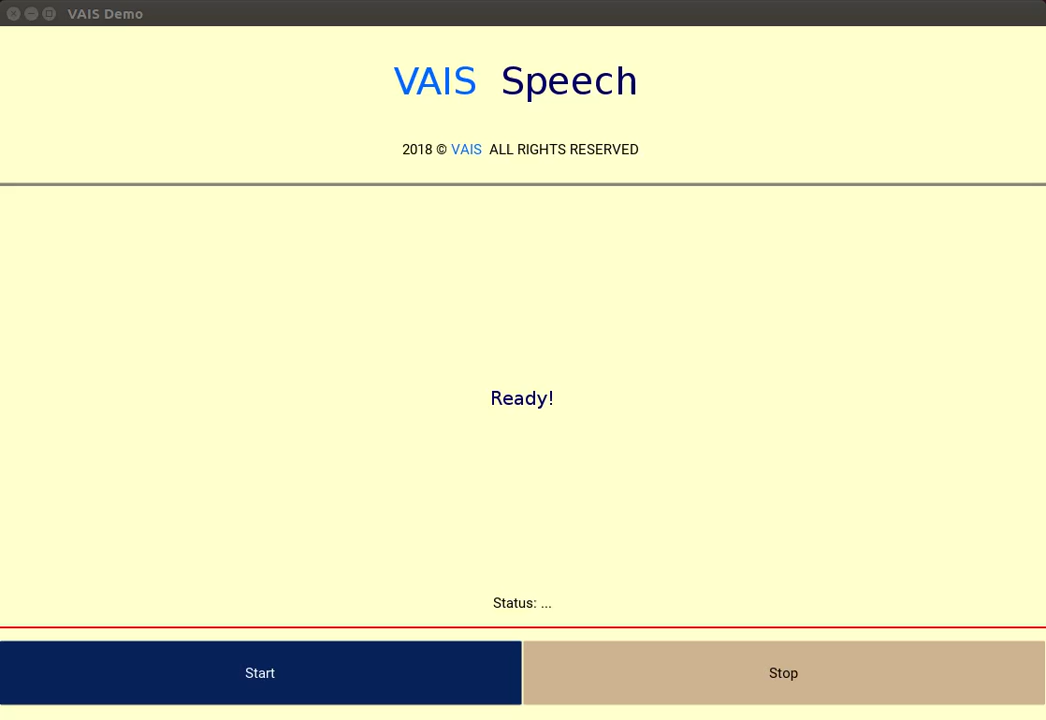 VAIS Demo
VAIS Speech
2018 © VAIS ALL RIGHTS RESERVED
Ready!
Status: ...
Start
Stop